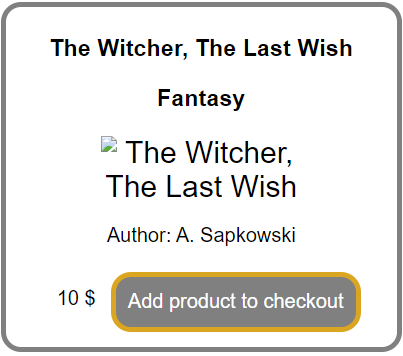 The Witcher, The Last Wish
Fantasy
The Witcher,
The Last Wish
Author: A. Sapkowski
10 $ Add product to checkout